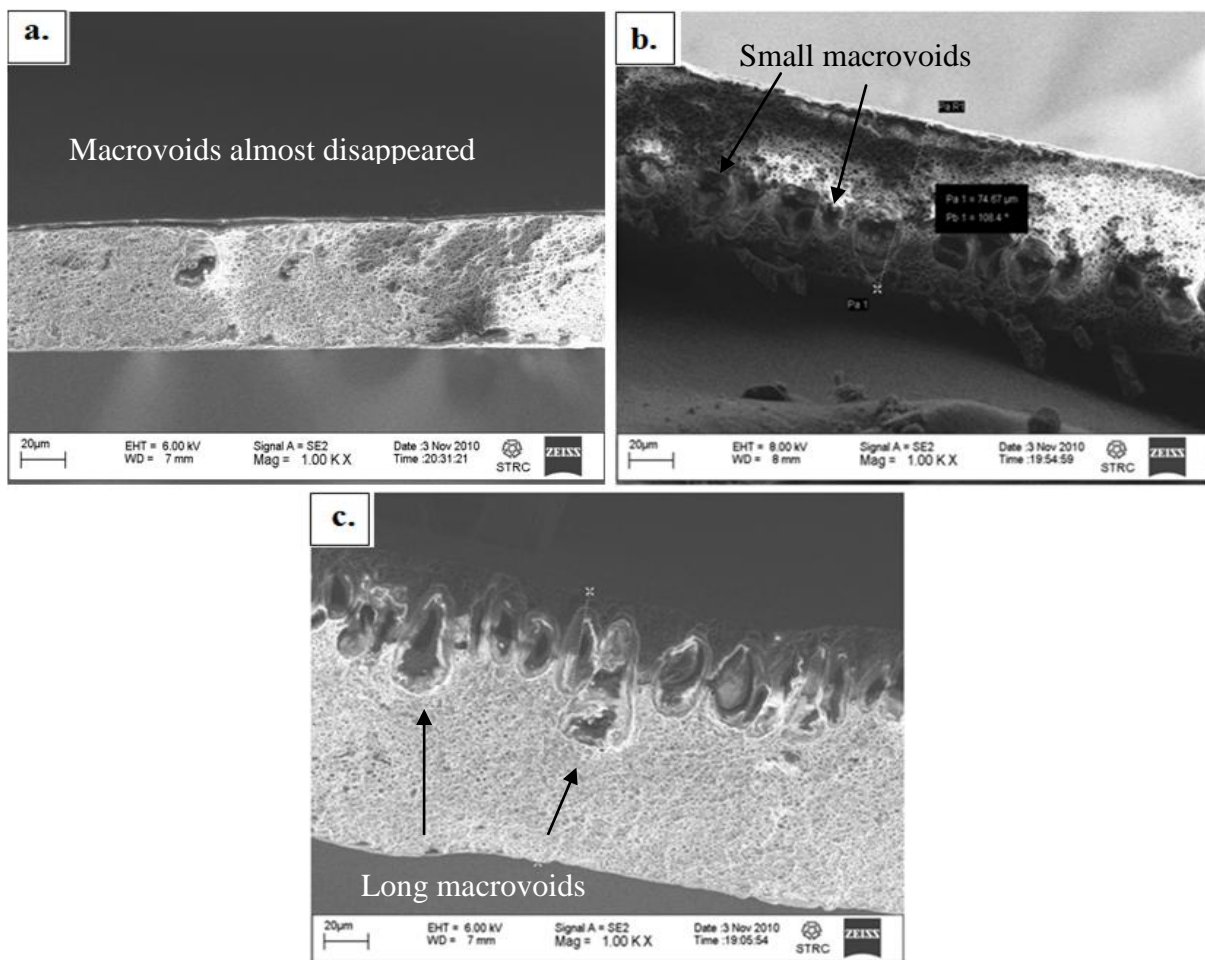 a.
Macrovoids almost disappeared
20µm
EHT = 6.00 kV
WD = 7 mm
Signal A = SE2
Mag = 1.00 K X
Date :3 Nov 2010
Time :20:31:21
STRC
ZEISS
b.
Small macrovoids
Pa R1
Pa 1 = 74.67 µm
Pb 1 = 108.4 °
Pa 1
20µm
EHT = 8.00 kV
WD = 8 mm
Signal A = SE2
Mag = 1.00 K X
Date :3 Nov 2010
Time :19:54:59
STRC
ZEISS
c.
Long macrovoids
20µm
EHT = 6.00 kV
WD = 7 mm
Signal A = SE2
Mag = 1.00 K X
Date :3 Nov 2010
Time :19:05:54
STRC
ZEISS